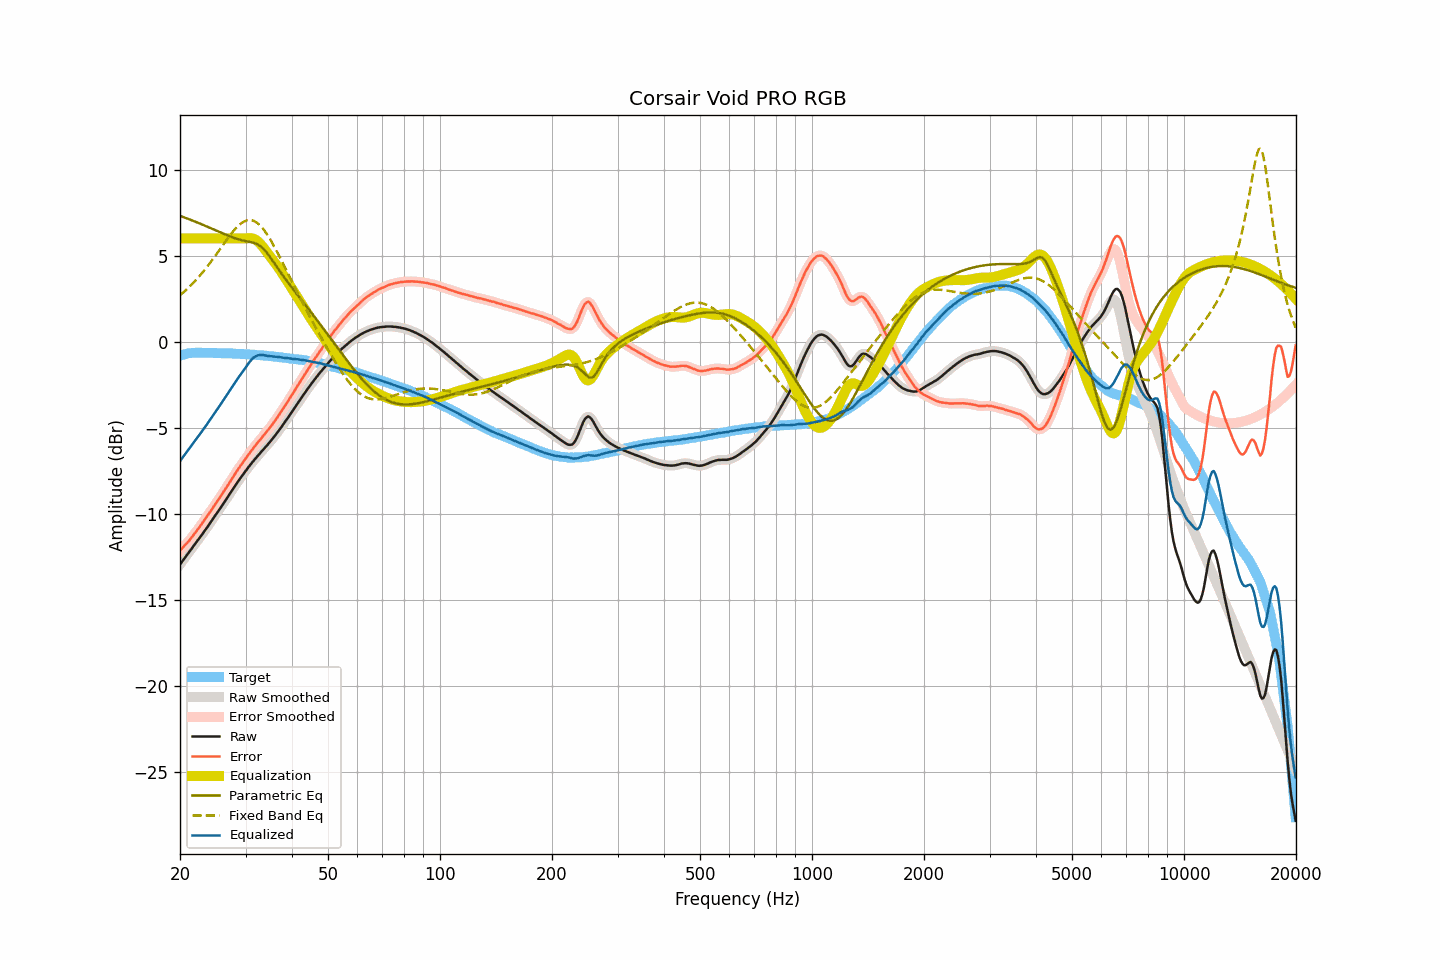 Corsair Void PRO RGB
Amplitude (dBr)
10
5
0
−5
−10
−15
−20
−25
Target
Raw Smoothed
Error Smoothed
Raw
Error
Equalization
Parametric Eq
Fixed Band Eq
Equalized
20 50 100 200 500 1000 2000 5000 10000 20000
Frequency (Hz)